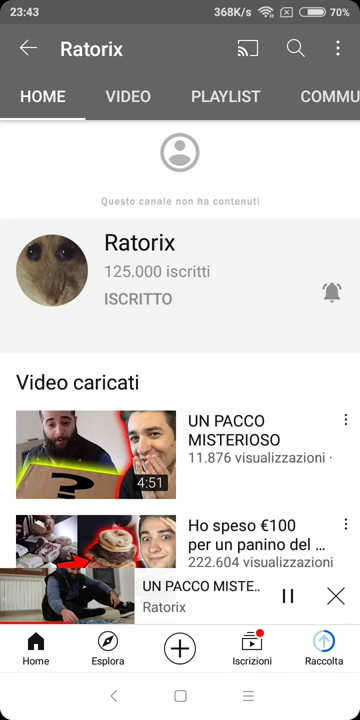 23:43
368K/s
70%
Ratorix
HOME
VIDEO
PLAYLIST
COMMU
Questo canale non ha contenuti
Ratorix
125.000 iscritti
ISCRITTO
Video caricati
UN PACCO
MISTERIOSO
11.876 visualizzazioni ·
?
4:51
Ho speso €100
per un panino del ...
222.604 visualizzazioni
UN PACCO MISTE..
Ratorix
Home
Esplora
Iscrizioni
Raccolta